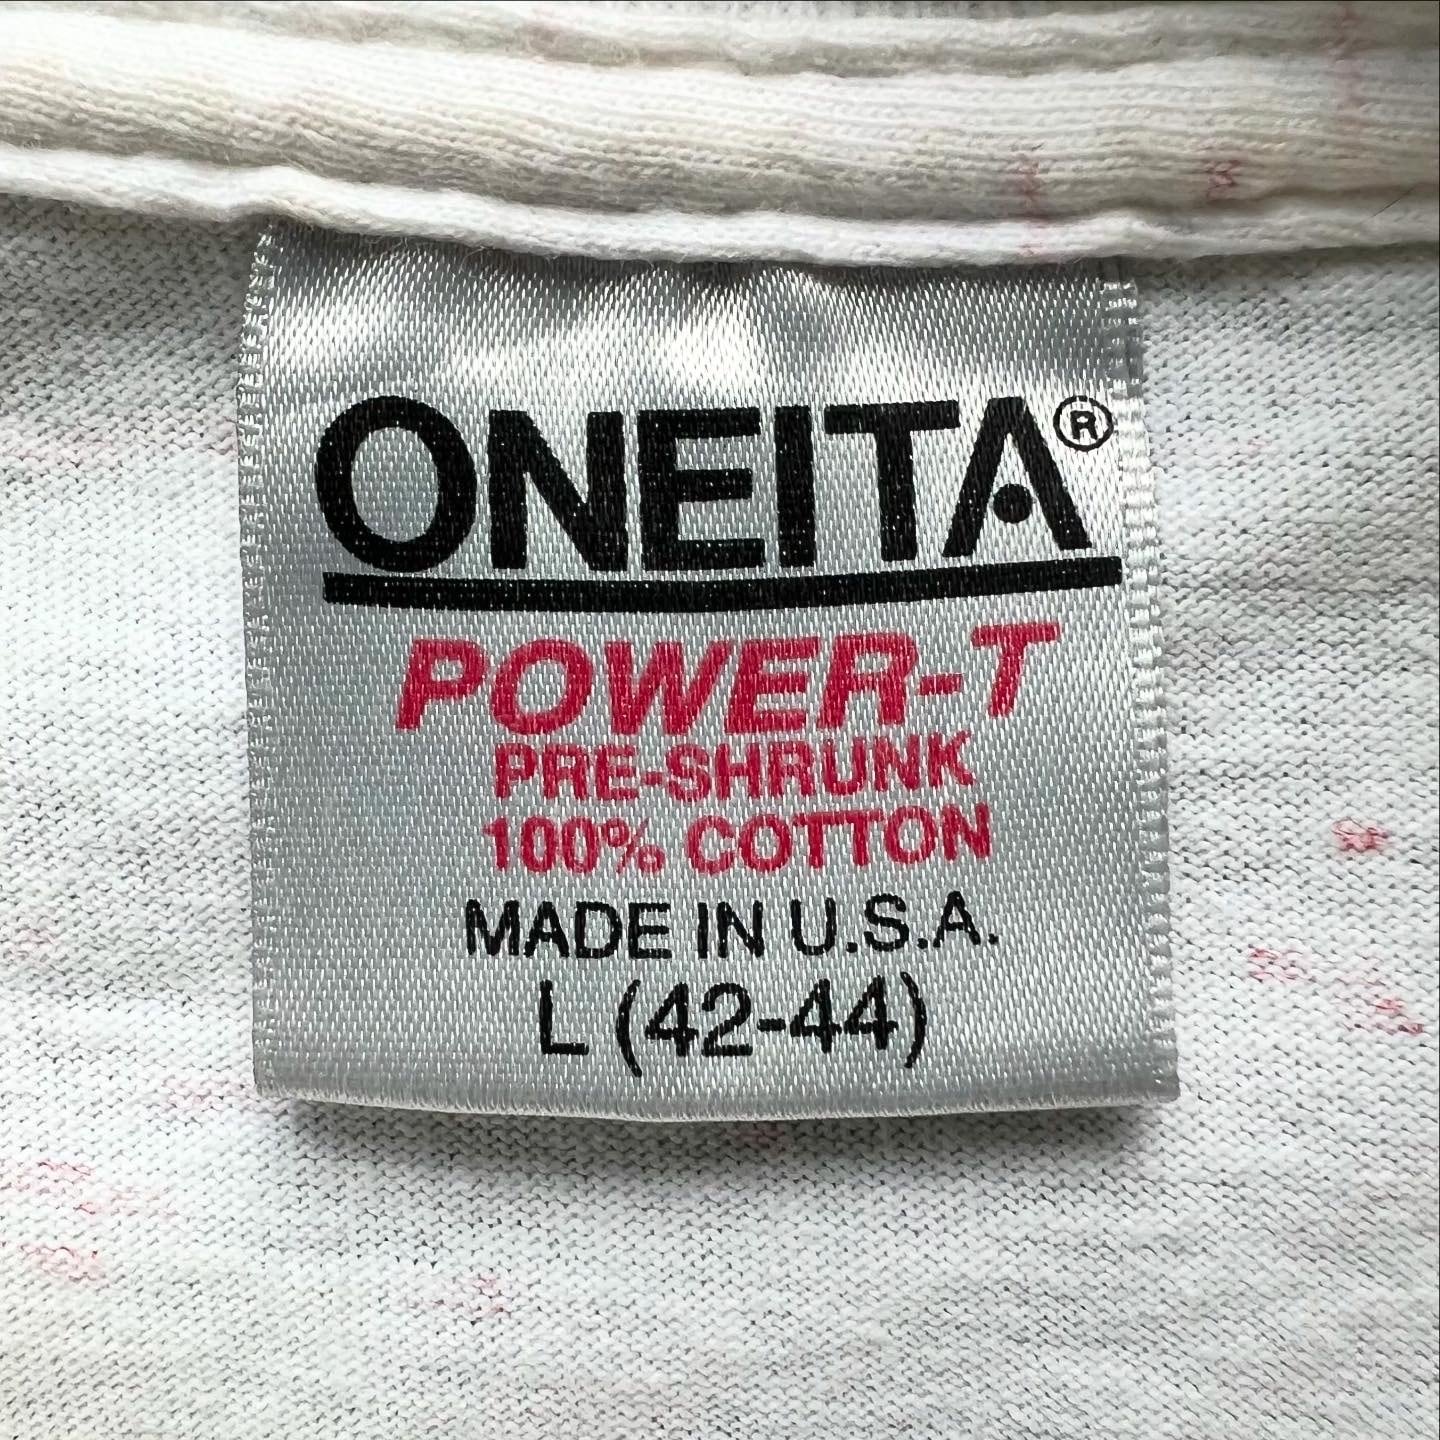 ONEITA®
POWER-T
PRE-SHRUNK
100% COTTON
MADE IN U.S.A.
L (42-44)